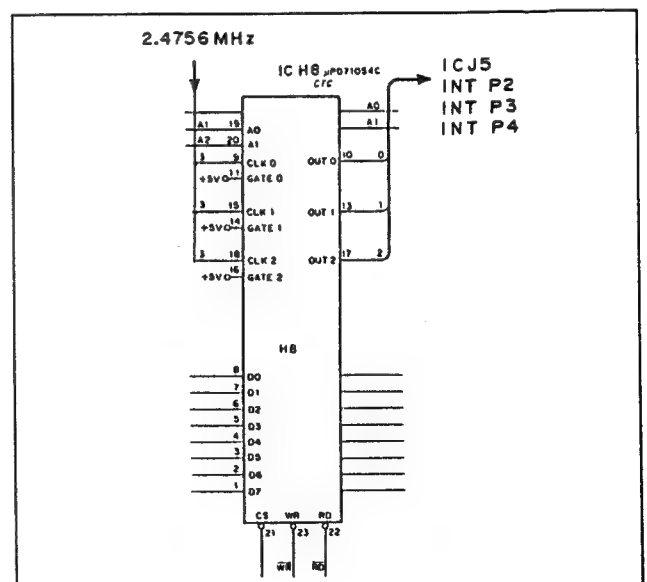 2.4756 MHz
IC H8 μPD71054C
CTC
ICJ5
INT P2
INT P3
INT P4
A0
A1 19 A0
A1
A2 20 A1
3 9 CLK 0
OUT 0 10 0
+5V 11 GATE 0
3 15 CLK 1
OUT 1 13 1
+5V 14 GATE 1
3 18 CLK 2
OUT 2 17 2
+5V 16 GATE 2
H8
8 D0
7 D1
6 D2
5 D3
4 D4
3 D5
2 D6
1 D7
CS WR RD
21 23 22
WR RD